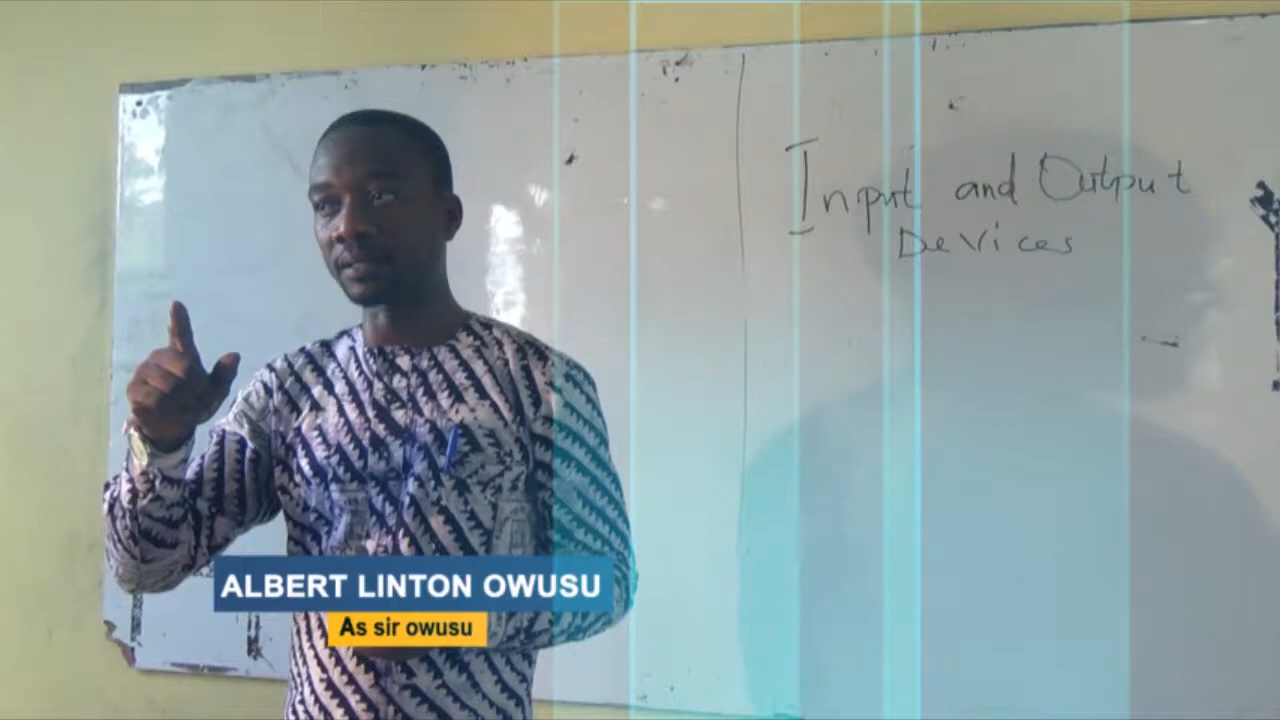 Input and Output
Devices
ALBERT LINTON OWUSU
As sir owusu